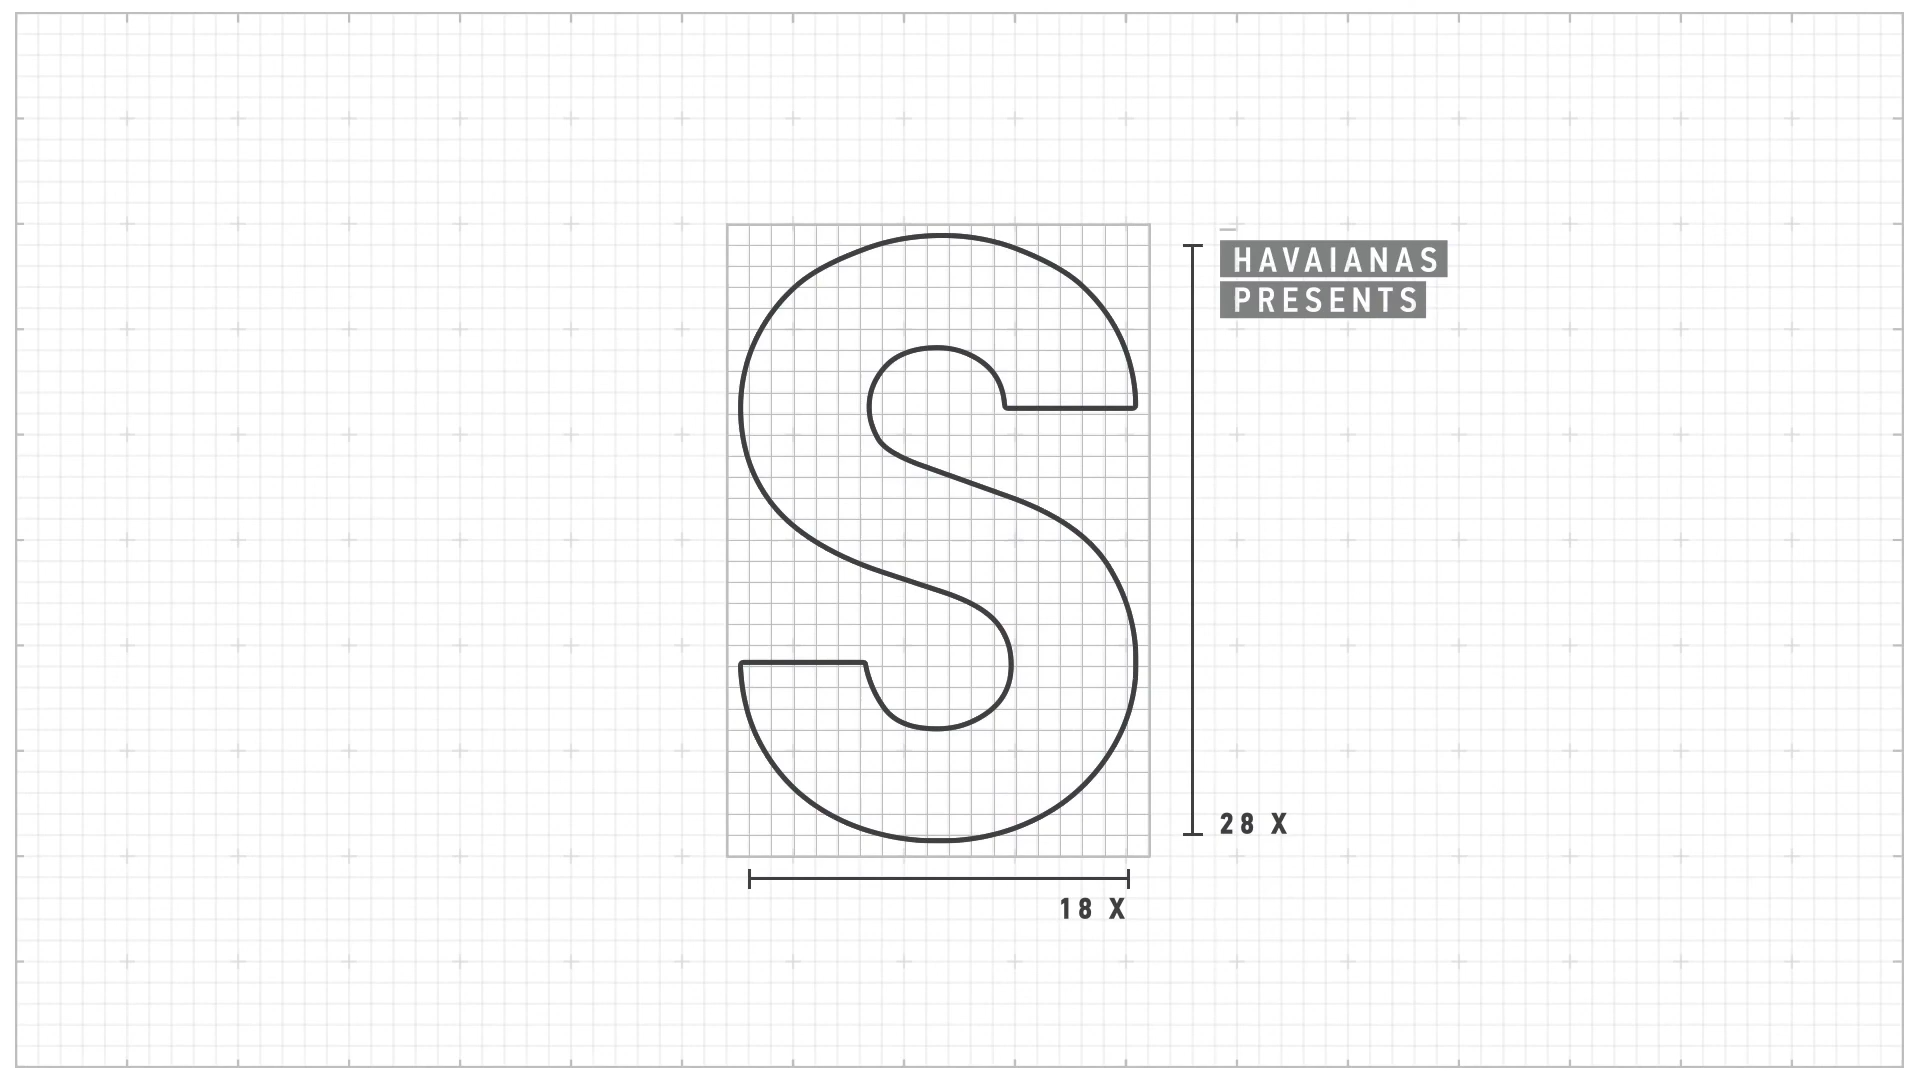 S
HAVAIANAS
PRESENTS
28 X
18 X